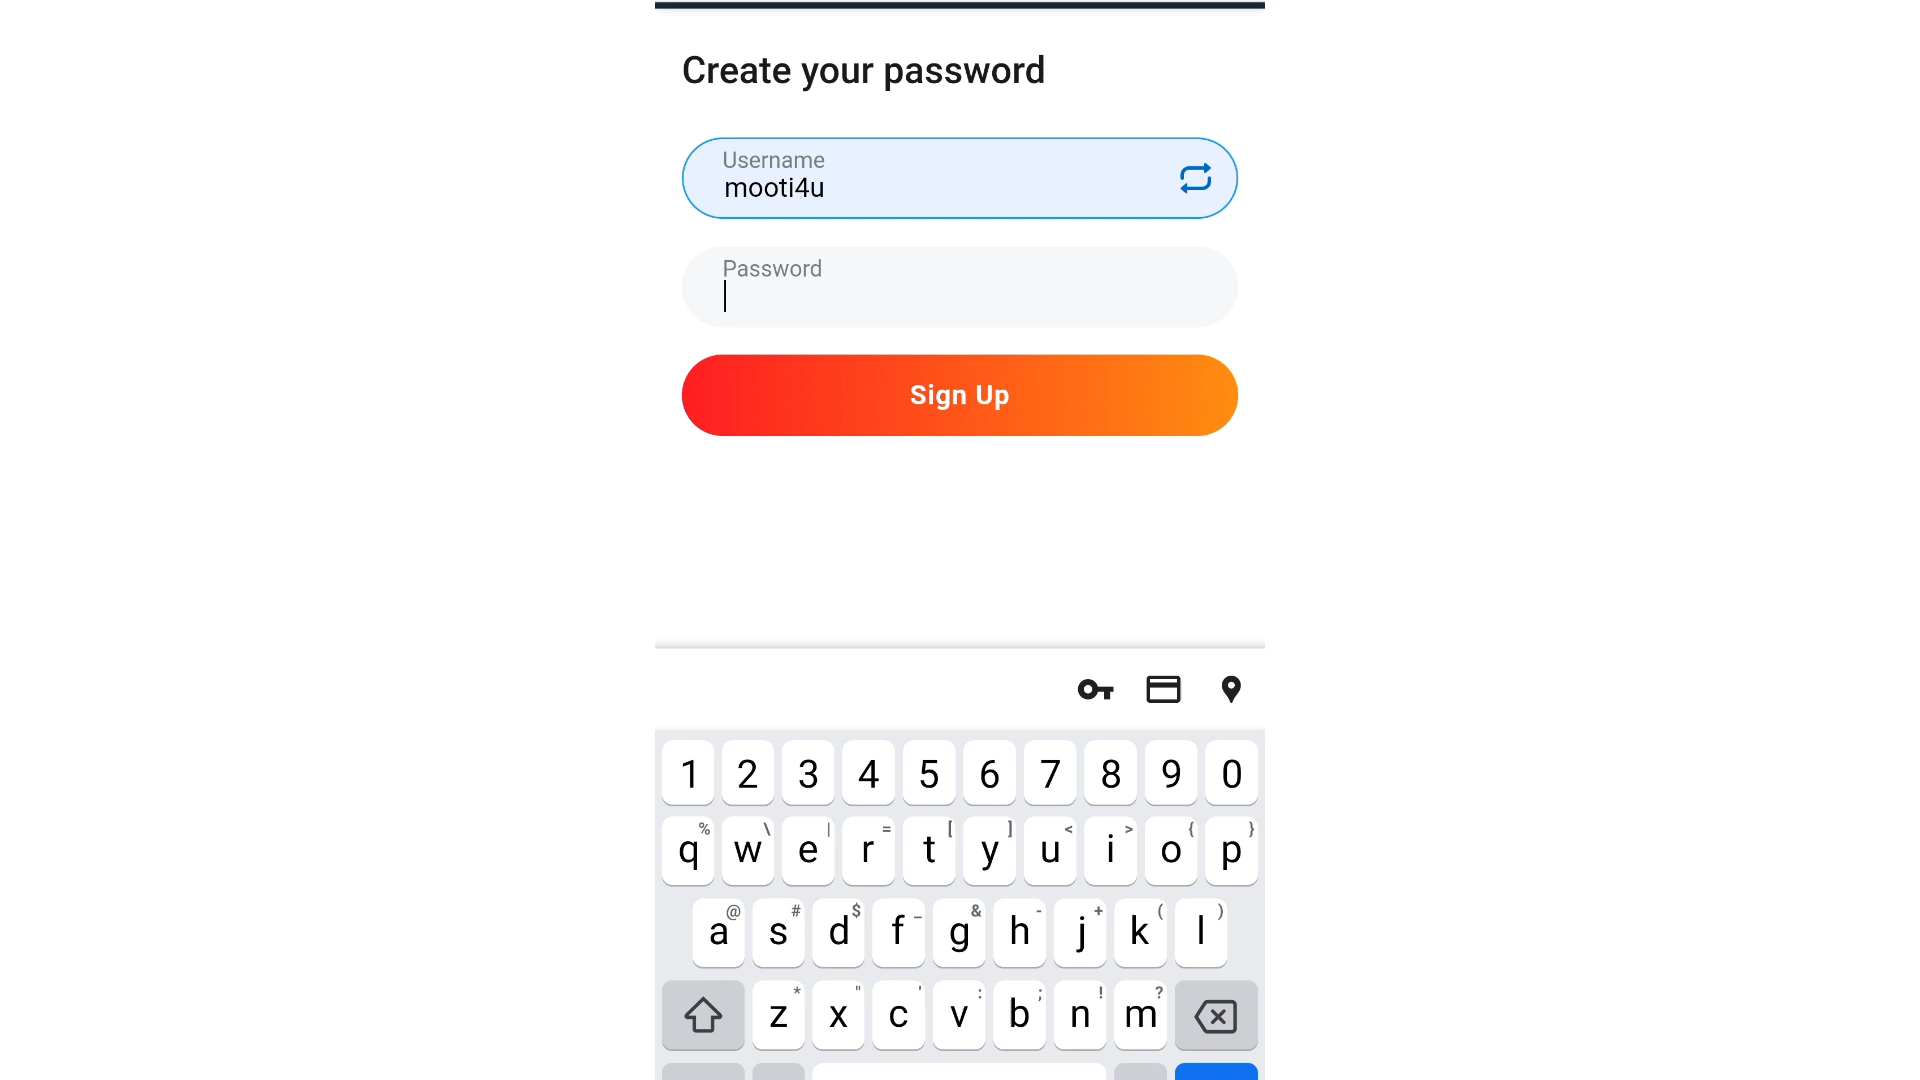 Create your password
Username
mooti4u
Password
Sign Up
1 2 3 4 5 6 7 8 9 0
% \ | = [ ] < > { }
q w e r t y u i o p
@ # $ _ & - + ( )
a s d f g h j k l
* " ' : ; ! ?
z x c v b n m